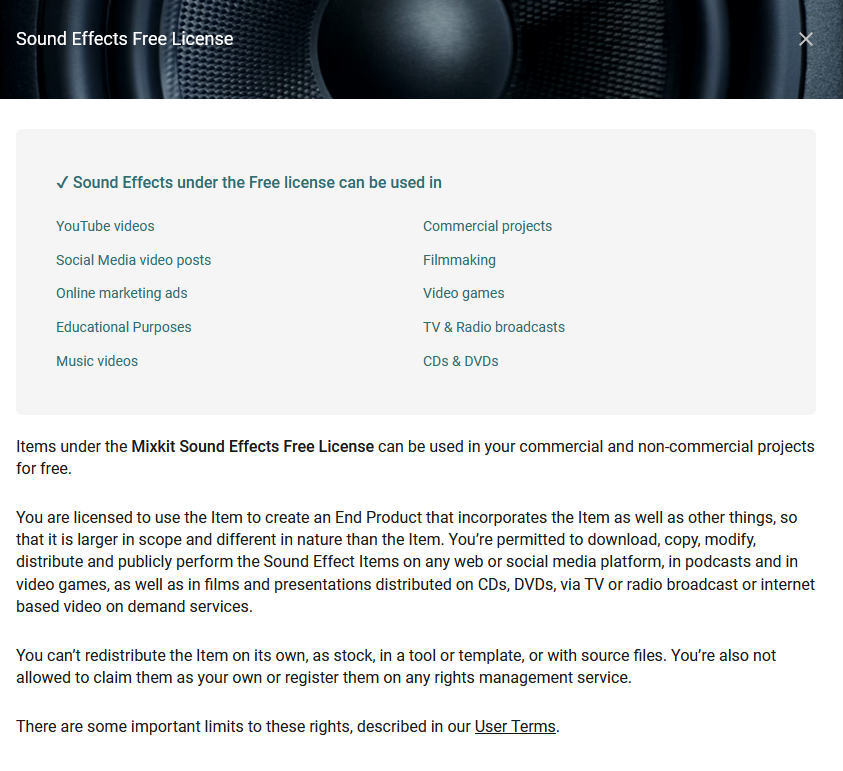 Sound Effects Free License
✓ Sound Effects under the Free license can be used in
YouTube videos
Commercial projects
Social Media video posts
Filmmaking
Online marketing ads
Video games
Educational Purposes
TV & Radio broadcasts
Music videos
CDs & DVDs
Items under the Mixkit Sound Effects Free License can be used in your commercial and non-commercial projects
for free.
You are licensed to use the Item to create an End Product that incorporates the Item as well as other things, so
that it is larger in scope and different in nature than the Item. You’re permitted to download, copy, modify,
distribute and publicly perform the Sound Effect Items on any web or social media platform, in podcasts and in
video games, as well as in films and presentations distributed on CDs, DVDs, via TV or radio broadcast or internet
based video on demand services.
You can’t redistribute the Item on its own, as stock, in a tool or template, or with source files. You’re also not
allowed to claim them as your own or register them on any rights management service.
There are some important limits to these rights, described in our User Terms.